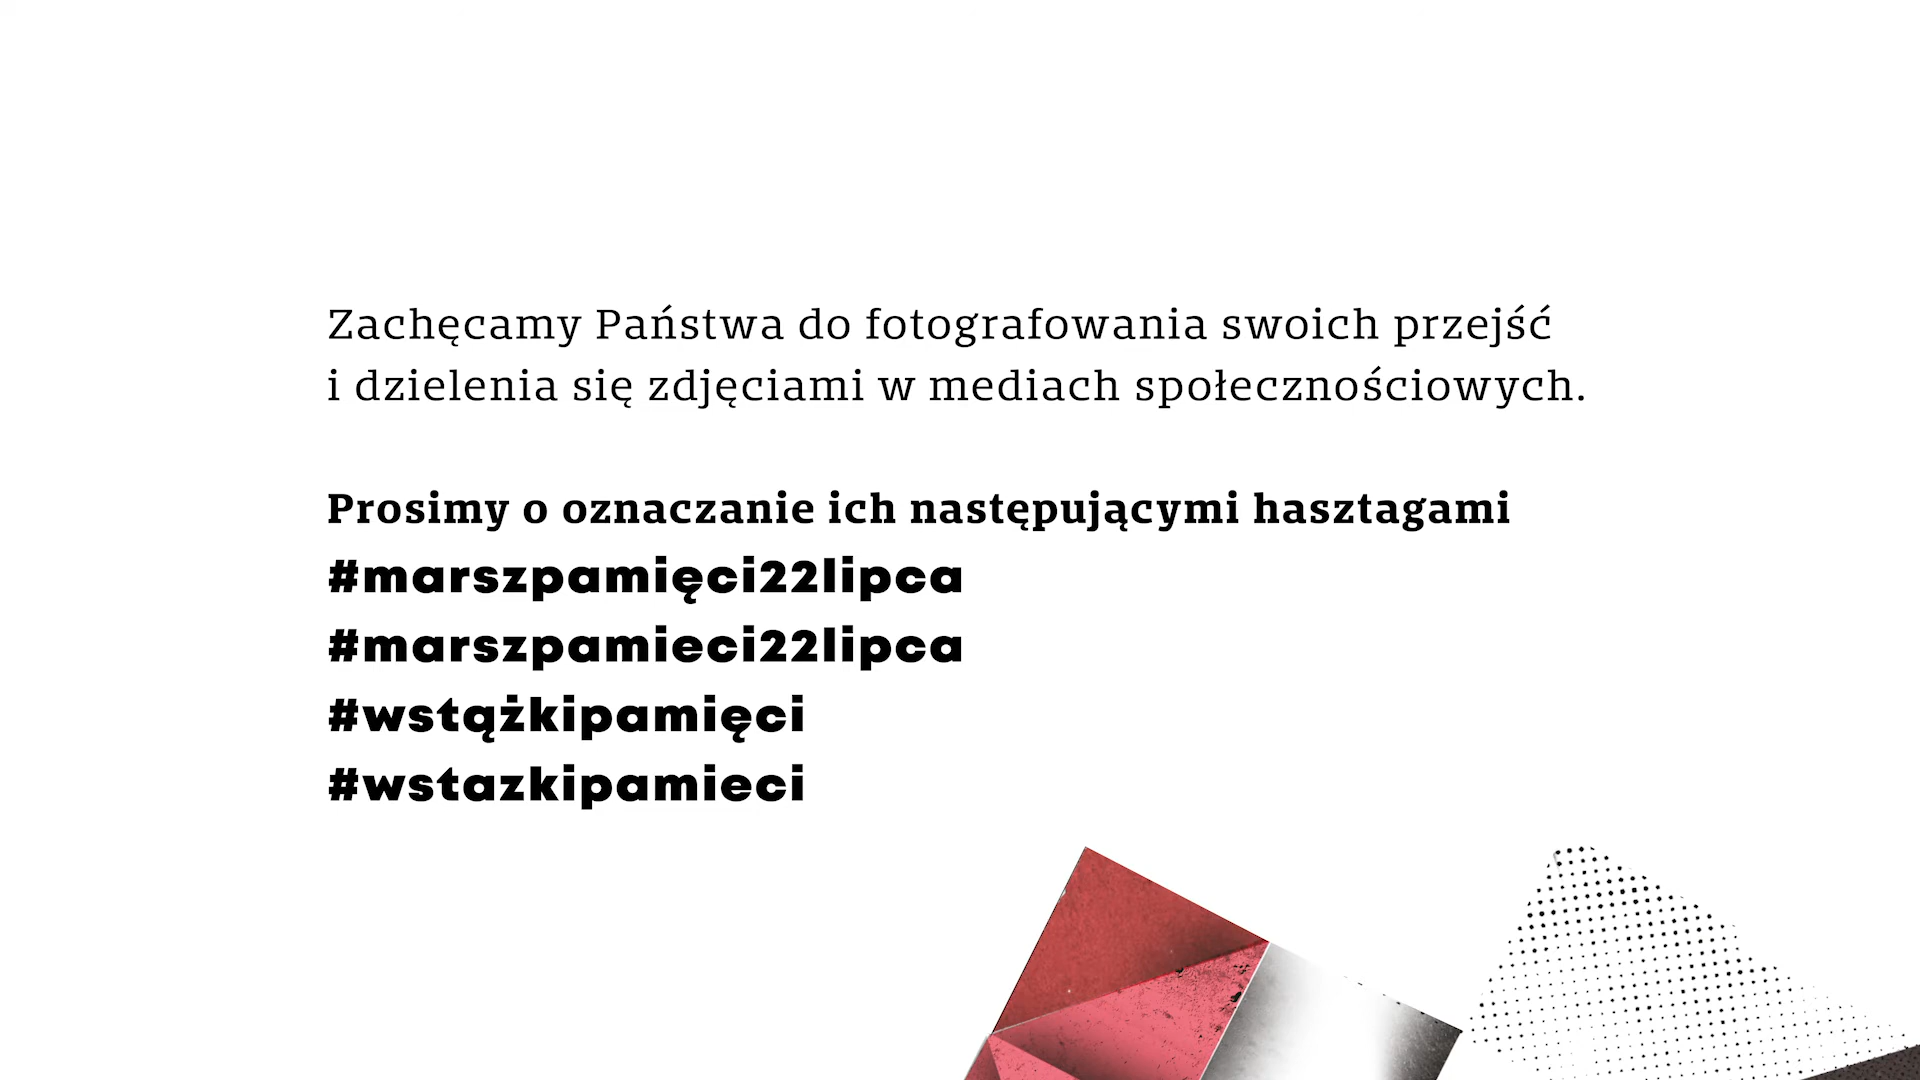 Zachęcamy Państwa do fotografowania swoich przejść
i dzielenia się zdjęciami w mediach społecznościowych.
Prosimy o oznaczanie ich następującymi hasztagami
#marszpamięci22lipca
#marszpamieci22lipca
#wstążkipamięci
#wstazkipamieci